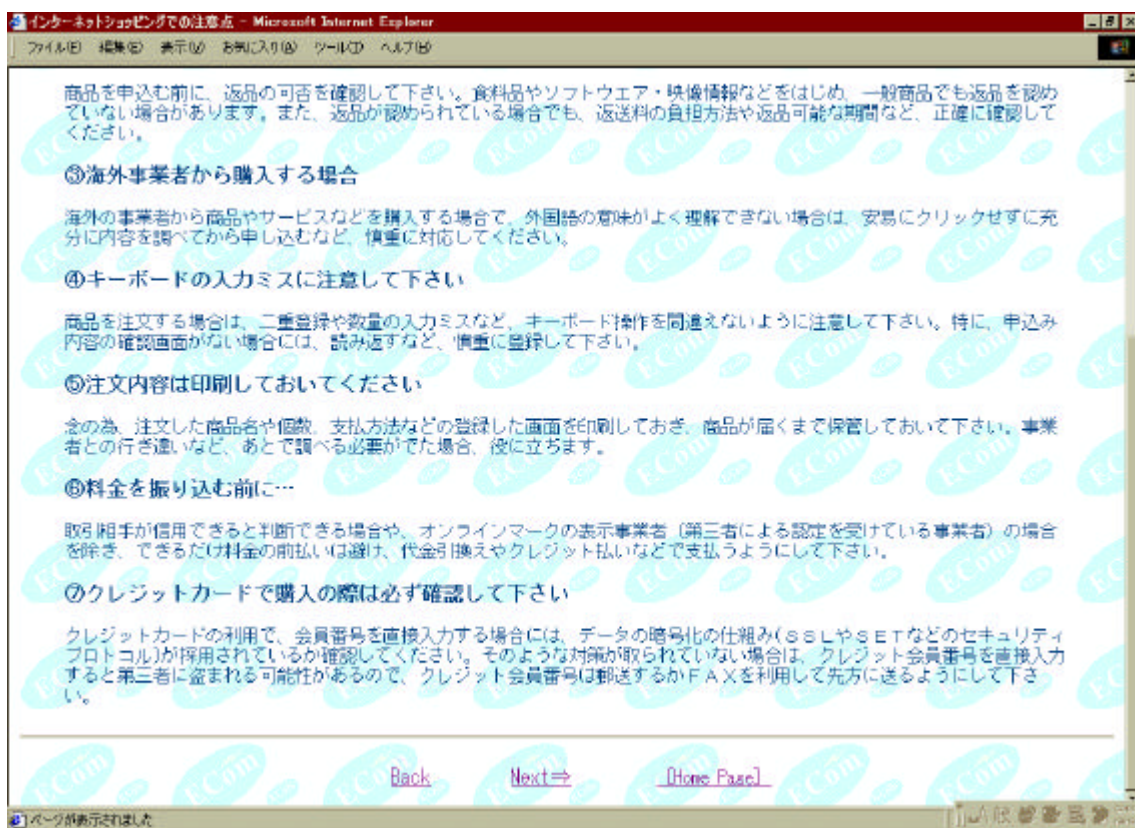 インターネットショッピングでの注意点 - Microsoft Internet Explorer
ファイル(F) 編集(E) 表示(V) お気に入り(A) ツール(T) ヘルプ(H)
商品を申込む前に、返品の可否を確認して下さい。食料品やソフトウエア・映像情報などをはじめ、一般商品でも返品を認め
ていない場合があります。また、返品が認められている場合でも、返送料の負担方法や返品可能な期間など、正確に確認して
ください。
③海外事業者から購入する場合
海外の事業者から商品やサービスなどを購入する場合で、外国語の意味がよく理解できない場合は、安易にクリックせずに充
分に内容を調べてから申し込むなど、慎重に対応してください。
④キーボードの入力ミスに注意して下さい
商品を注文する場合は、二重登録や数量の入力ミスなど、キーボード操作を間違えないように注意して下さい。特に、申込み
内容の確認画面がない場合には、読み返すなど、慎重に登録して下さい。
⑤注文内容は印刷しておいてください
念の為、注文した商品名や個数、支払方法などの登録した画面を印刷しておき、商品が届くまで保管しておいて下さい。事業
者との行き違いなど、あとで調べる必要がでた場合、役に立ちます。
⑥料金を振り込む前に…
取引相手が信用できると判断できる場合や、オンラインマークの表示事業者(第三者による認定を受けている事業者)の場合
を除き、できるだけ料金の前払いは避け、代金引換えやクレジット払いなどで支払うようにして下さい。
⑦クレジットカードで購入の際は必ず確認して下さい
クレジットカードの利用で、会員番号を直接入力する場合には、データの暗号化の仕組み(ＳＳＬやＳＥＴなどのセキュリティ
プロトコル)が採用されているか確認してください。そのような対策が取られていない場合は、クレジット会員番号を直接入力
すると第三者に盗まれる可能性があるので、クレジット会員番号は郵送するかＦＡＸを利用して先方に送るようにして下さ
い。
Back Next⇒ [Home Page]
ページが表示されました